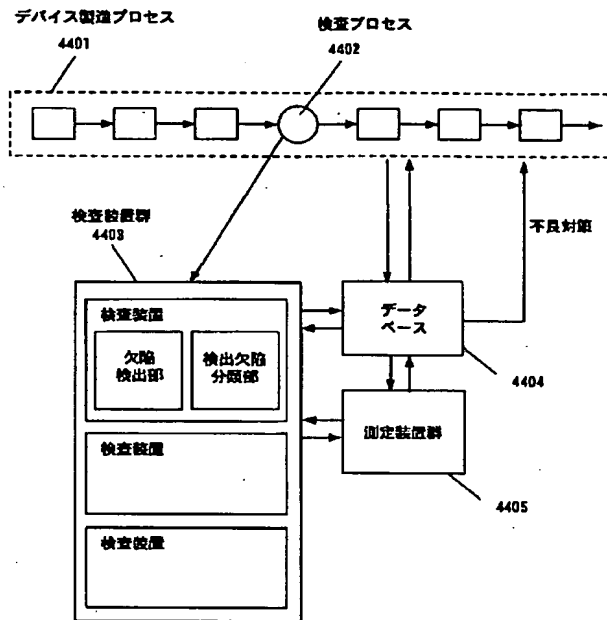 デバイス製造プロセス
4401
検査プロセス
4402
検査装置群
4403
不良対策
検査装置
欠陥
検出部
検出欠陥
分類部
データ
ベース
4404
測定装置群
4405
検査装置
検査装置